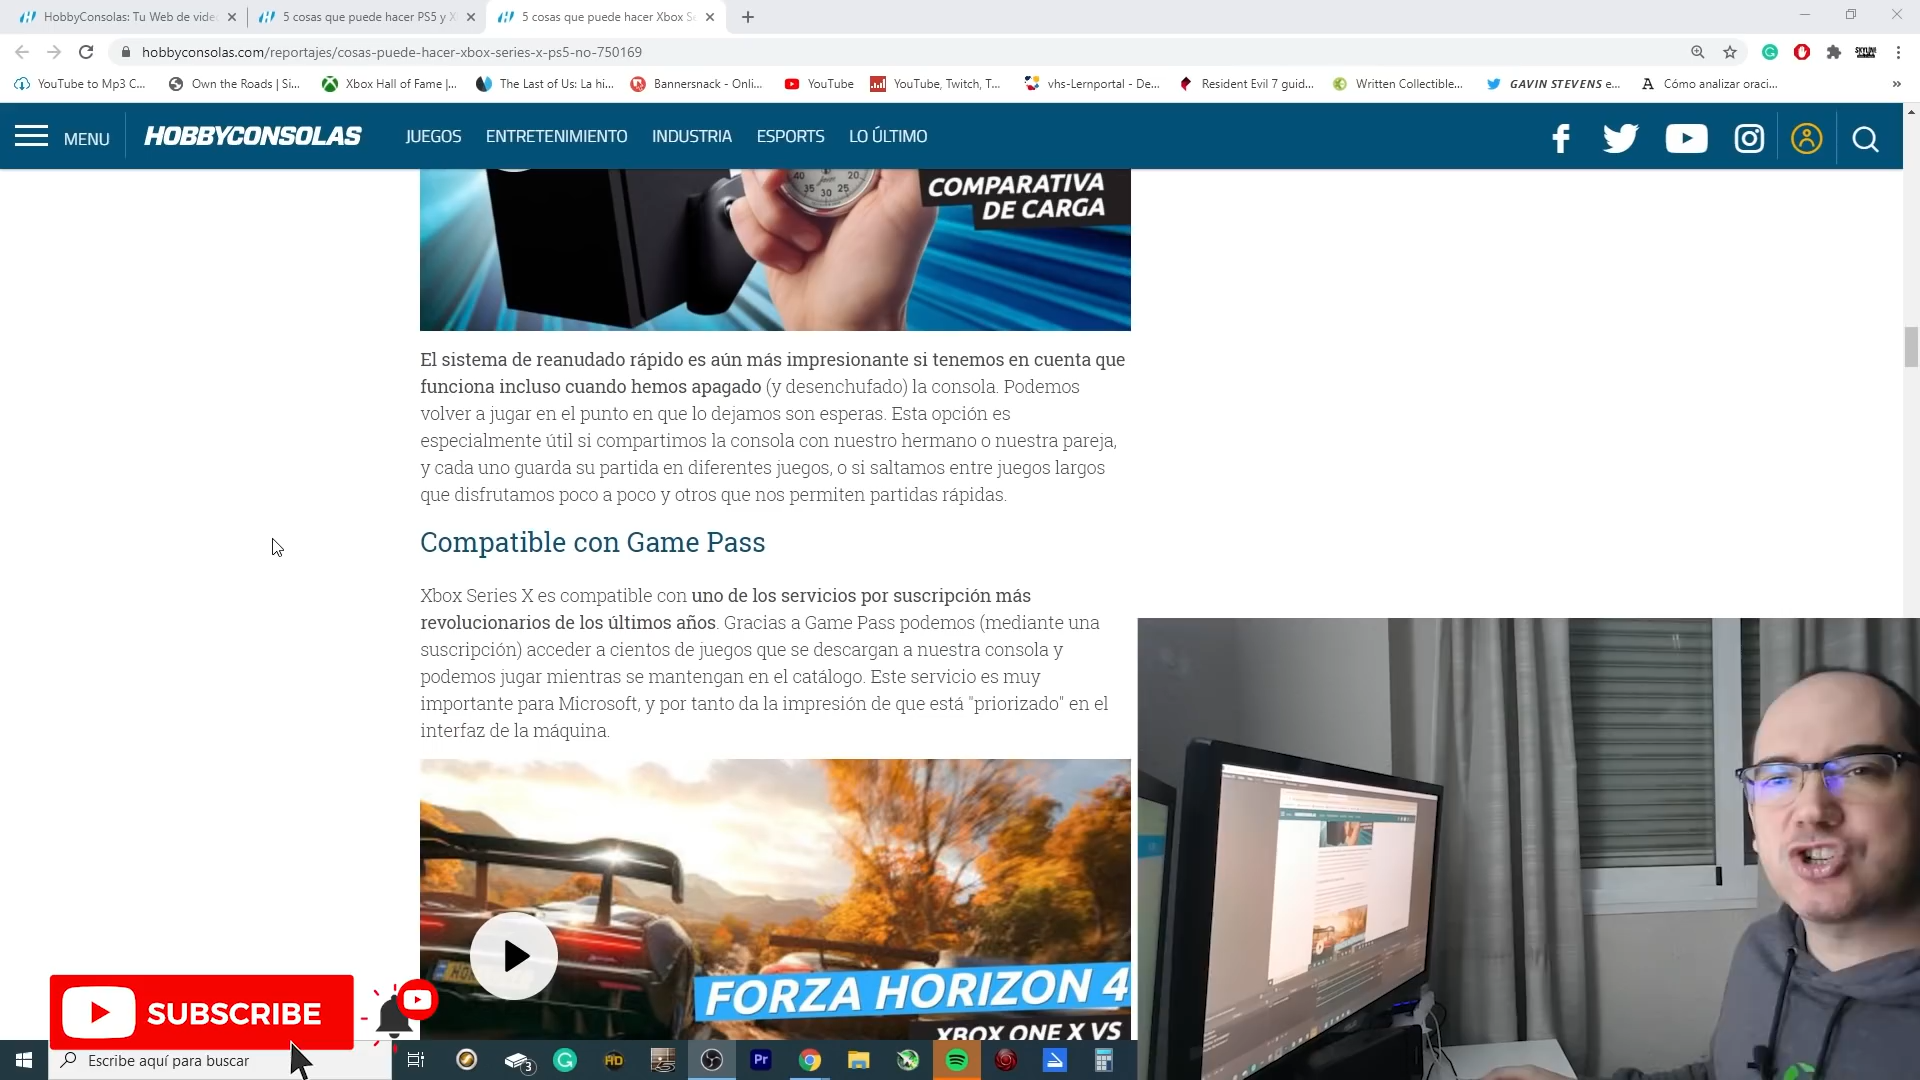 HobbyConsolas: Tu Web de vide
5 cosas que puede hacer PS5 y X
5 cosas que puede hacer Xbox Se
hobbyconsolas.com/reportajes/cosas-puede-hacer-xbox-series-x-ps5-no-750169
YouTube to Mp3 C...
Own the Roads | Si...
Xbox Hall of Fame |...
The Last of Us: La hi...
Bannersnack - Onli...
YouTube
YouTube, Twitch, T...
vhs-Lernportal - De...
Resident Evil 7 guid...
Written Collectible...
GAVIN STEVENS e...
Cómo analizar oraci...
MENU
HOBBYCONSOLAS
JUEGOS
ENTRETENIMIENTO
INDUSTRIA
ESPORTS
LO ÚLTIMO
40 20
35 30 25
COMPARATIVA
DE CARGA
El sistema de reanudado rápido es aún más impresionante si tenemos en cuenta que
funciona incluso cuando hemos apagado (y desenchufado) la consola. Podemos
volver a jugar en el punto en que lo dejamos son esperas. Esta opción es
especialmente útil si compartimos la consola con nuestro hermano o nuestra pareja,
y cada uno guarda su partida en diferentes juegos, o si saltamos entre juegos largos
que disfrutamos poco a poco y otros que nos permiten partidas rápidas.
Compatible con Game Pass
Xbox Series X es compatible con uno de los servicios por suscripción más
revolucionarios de los últimos años. Gracias a Game Pass podemos (mediante una
suscripción) acceder a cientos de juegos que se descargan a nuestra consola y
podemos jugar mientras se mantengan en el catálogo. Este servicio es muy
importante para Microsoft, y por tanto da la impresión de que está "priorizado" en el
interfaz de la máquina.
FORZA HORIZON 4
XBOX ONE X VS
SUBSCRIBE
Escribe aquí para buscar
3
HD
Pr